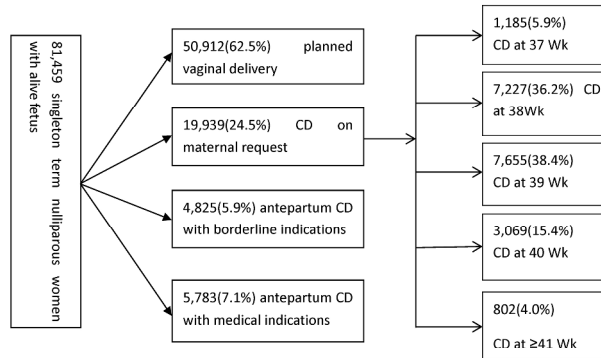 81,459 singleton term nulliparous women
with alive fetus
50,912(62.5%) planned
vaginal delivery
19,939(24.5%) CD on
maternal request
4,825(5.9%) antepartum CD
with borderline indications
5,783(7.1%) antepartum CD
with medical indications
1,185(5.9%)
CD at 37 Wk
7,227(36.2%) CD
at 38Wk
7,655(38.4%)
CD at 39 Wk
3,069(15.4%)
CD at 40 Wk
802(4.0%)
CD at ≥41 Wk